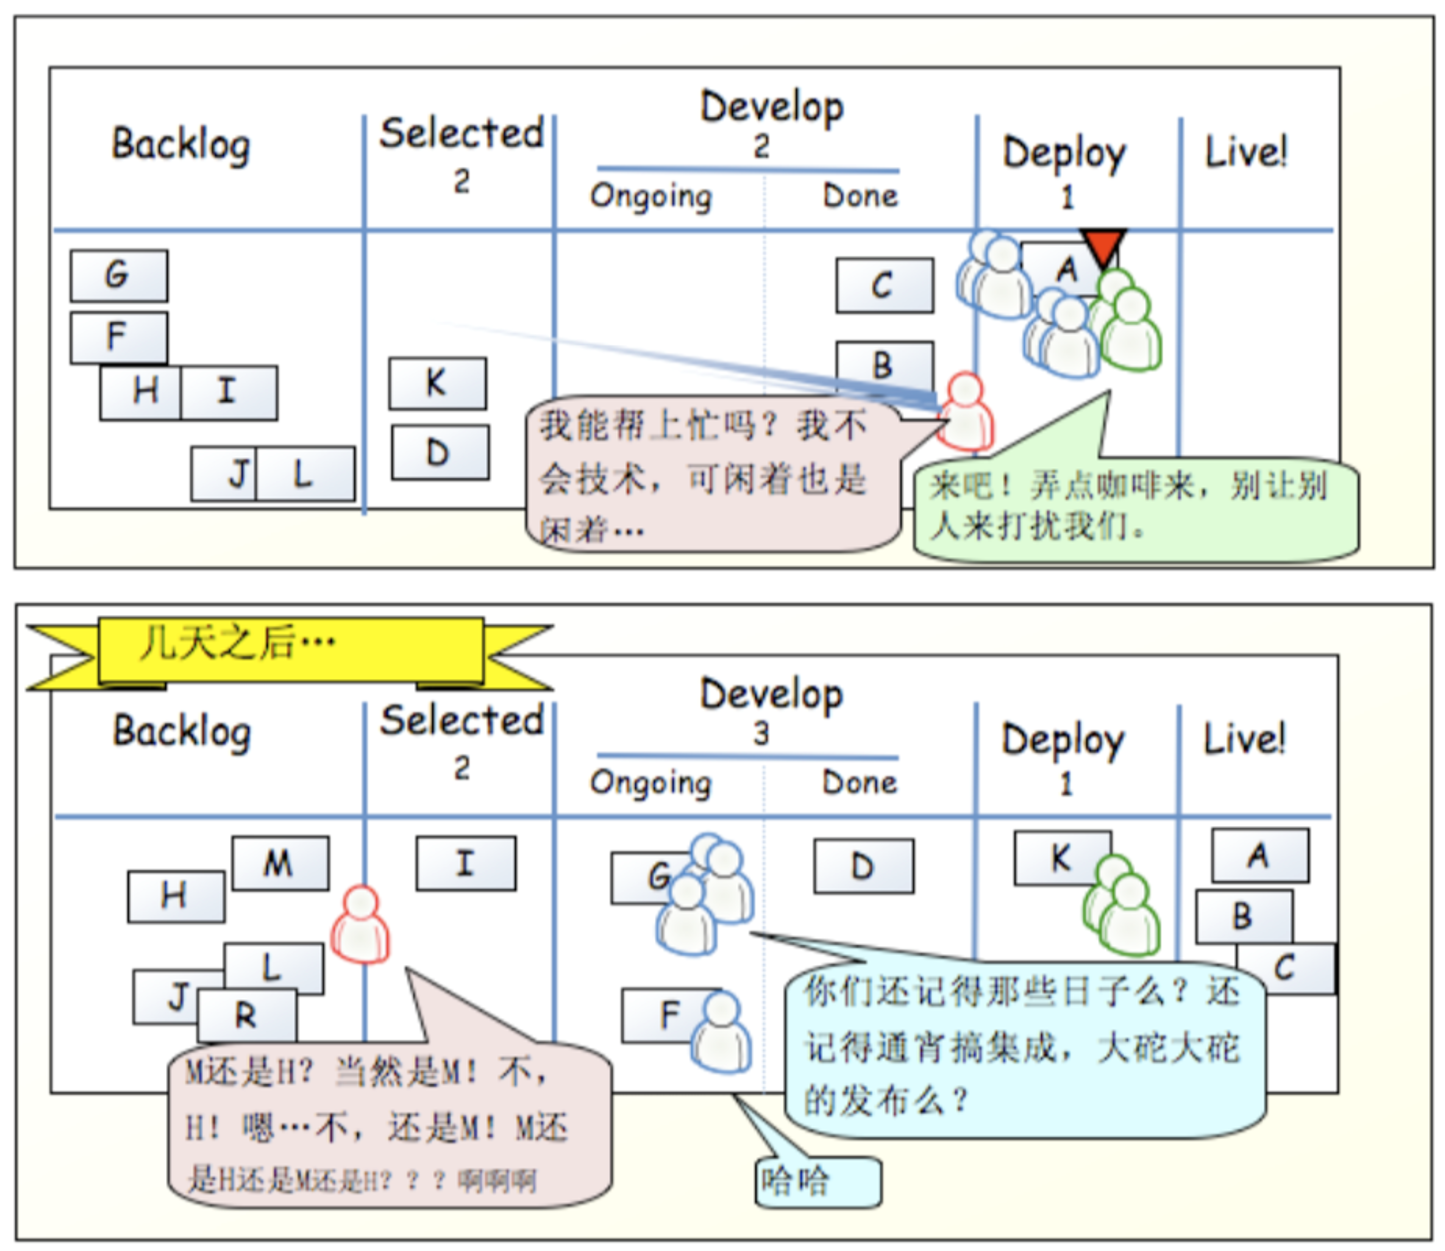 Backlog
Selected
2
Develop
2
Ongoing
Done
Deploy
1
Live!
G
F
H
I
J
L
K
D
C
B
A
我能帮上忙吗？我不
会技术，可闲着也是
闲着…
来吧！弄点咖啡来，别让别
人来打扰我们。
几天之后…
Backlog
Selected
2
Develop
3
Ongoing
Done
Deploy
1
Live!
M
H
L
J
R
I
G
F
D
K
A
B
C
M还是H？当然是M！不，
H！嗯…不，还是M！M还
是H还是M还是H？？？啊啊啊
你们还记得那些日子么？还
记得通宵搞集成，大砣大砣
的发布么？
哈哈